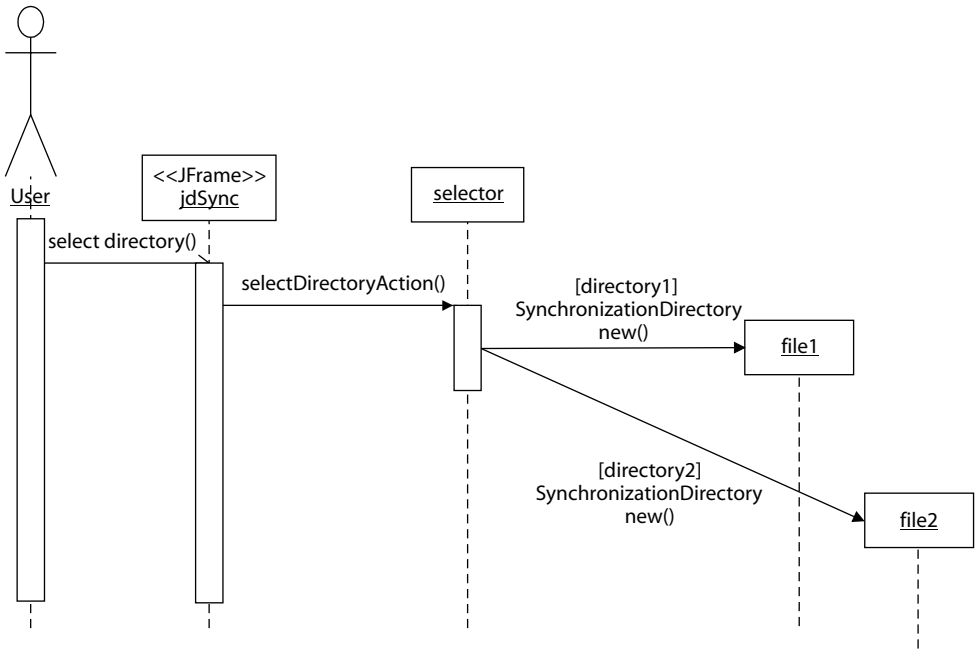 User
<<JFrame>>
jdSync
selector
select directory()
selectDirectoryAction()
[directory1]
SynchronizationDirectory
new()
file1
[directory2]
SynchronizationDirectory
new()
file2